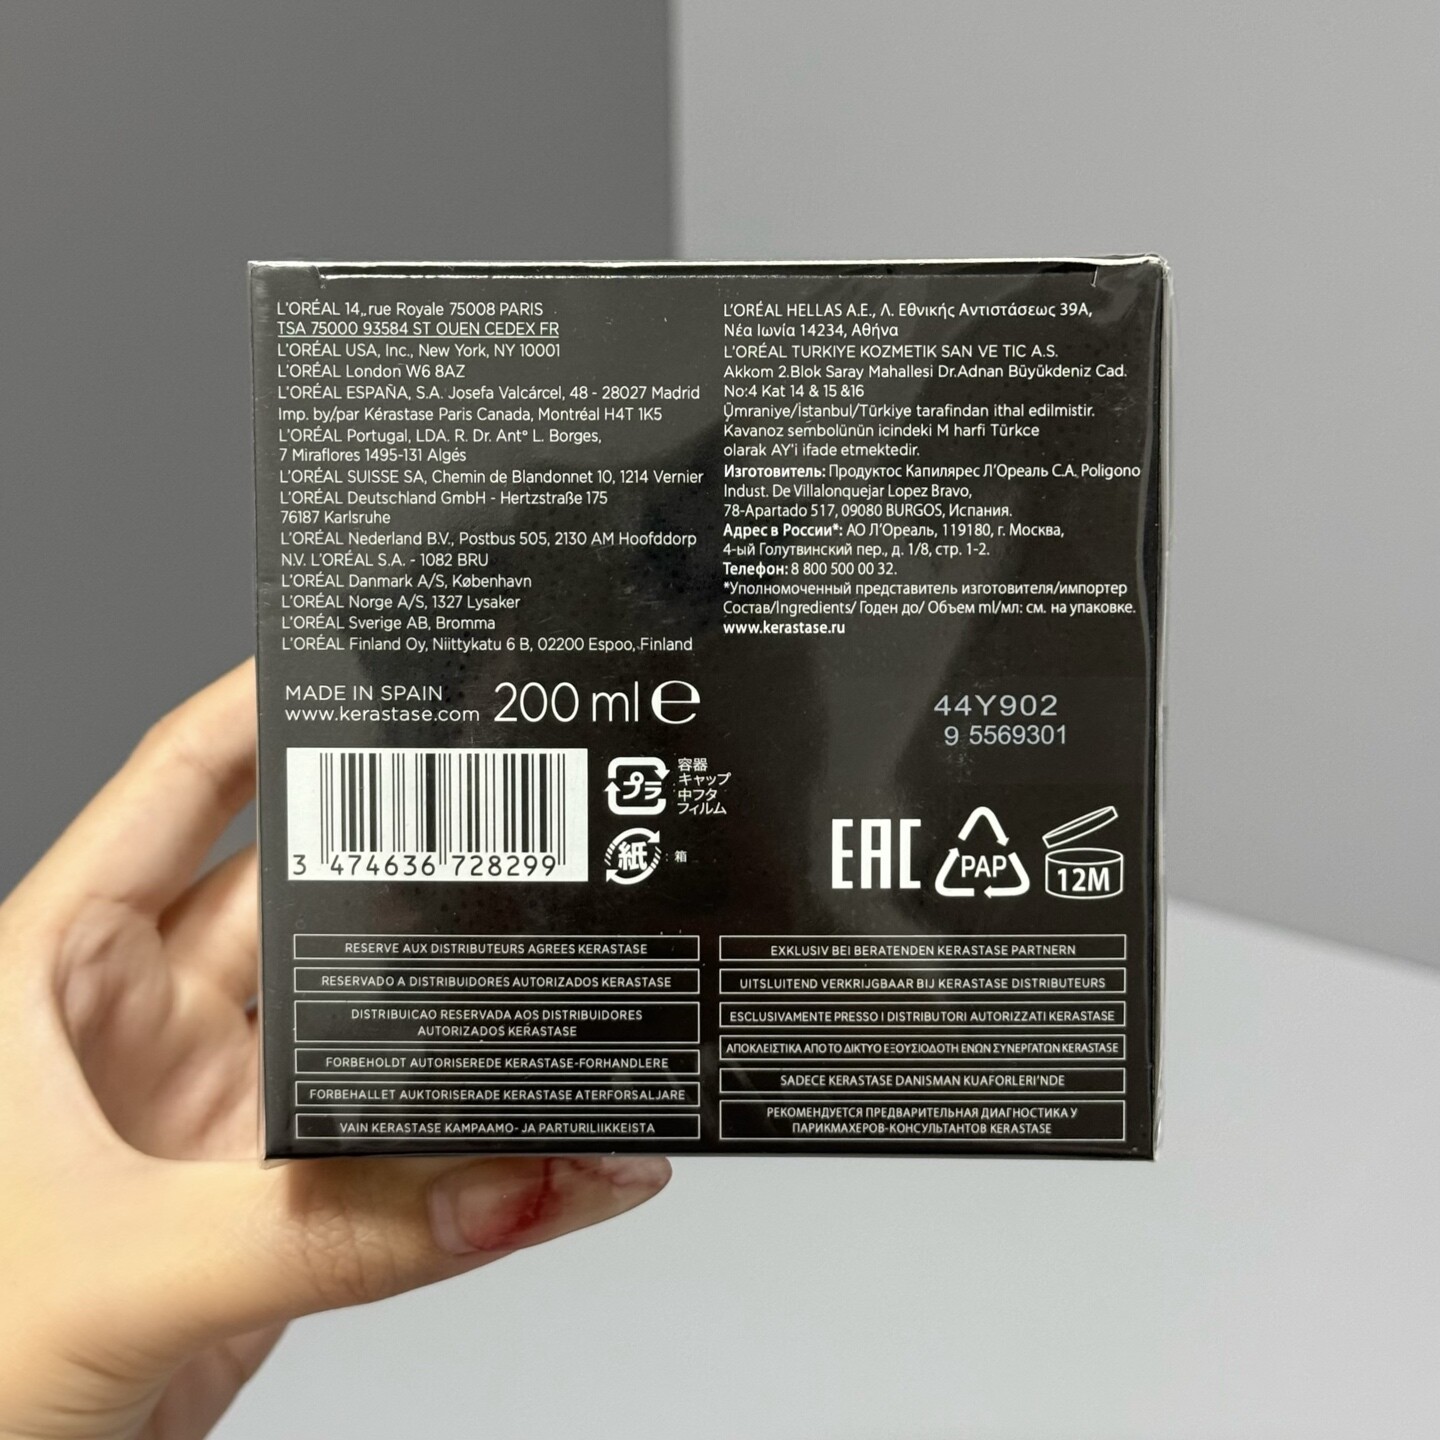 L'ORÉAL 14,, rue Royale 75008 PARIS
TSA 75000 93584 ST OUEN CEDEX FR
L'ORÉAL USA, Inc., New York, NY 10001
L'ORÉAL London W6 8AZ
L'ORÉAL ESPAÑA, S.A. Josefa Valcárcel, 48 - 28027 Madrid
Imp. by/par Kérastase Paris Canada, Montréal H4T 1K5
L'ORÉAL Portugal, LDA. R. Dr. Antº L. Borges,
7 Miraflores 1495-131 Algés
L'ORÉAL SUISSE SA, Chemin de Blandonnet 10, 1214 Vernier
L'ORÉAL Deutschland GmbH - Hertzstraße 175
76187 Karlsruhe
L'ORÉAL Nederland B.V., Postbus 505, 2130 AM Hoofddorp
N.V. L'ORÉAL S.A. - 1082 BRU
L'ORÉAL Danmark A/S, København
L'ORÉAL Norge A/S, 1327 Lysaker
L'ORÉAL Sverige AB, Bromma
L'ORÉAL Finland Oy, Niittykatu 6 B, 02200 Espoo, Finland
MADE IN SPAIN
www.kerastase.com
200 ml ℮
3 474636 728299
プラ
容器
キャップ
中フタ
フィルム
紙 : 箱
L'ORÉAL HELLAS A.E., Λ. Εθνικής Αντιστάσεως 39A,
Νέα Ιωνία 14234, Αθήνα
L'ORÉAL TURKIYE KOZMETIK SAN VE TIC A.S.
Akkom 2.Blok Saray Mahallesi Dr.Adnan Büyükdeniz Cad.
No:4 Kat 14 & 15 &16
Ümraniye/İstanbul/Türkiye tarafindan ithal edilmistir.
Kavanoz sembolünün icindeki M harfi Türkce
olarak AY'i ifade etmektedir.
Изготовитель: Продуктос Капилярес Л'Ореаль С.А. Poligono
Indust. De Villalonquejar Lopez Bravo,
78-Apartado 517, 09080 BURGOS, Испания.
Адрес в России*: АО Л'Ореаль, 119180, г. Москва,
4-ый Голутвинский пер., д. 1/8, стр. 1-2.
Телефон: 8 800 500 00 32.
*Уполномоченный представитель изготовителя/импортер
Состав/Ingredients/ Годен до/ Объем ml/мл: см. на упаковке.
www.kerastase.ru
44Y902
9 5569301
EAC
PAP
12M
RESERVE AUX DISTRIBUTEURS AGREES KERASTASE
RESERVADO A DISTRIBUIDORES AUTORIZADOS KERASTASE
DISTRIBUICAO RESERVADA AOS DISTRIBUIDORES
AUTORIZADOS KERASTASE
FORBEHOLDT AUTORISEREDE KERASTASE-FORHANDLERE
FORBEHALLET AUKTORISERADE KERASTASE ATERFORSALJARE
VAIN KERASTASE KAMPAAMO- JA PARTURILIIKKEISTA
EXKLUSIV BEI BERATENDEN KERASTASE PARTNERN
UITSLUITEND VERKRIJGBAAR BIJ KERASTASE DISTRIBUTEURS
ESCLUSIVAMENTE PRESSO I DISTRIBUTORI AUTORIZZATI KERASTASE
ΑΠΟΚΛΕΙΣΤΙΚΑ ΑΠΟ ΤΟ ΔΙΚΤΥΟ ΕΞΟΥΣΙΟΔΟΤΗ ΕΝΩΝ ΣΥΝΕΡΓΑΤΩΝ KERASTASE
SADECE KERASTASE DANISMAN KUAFORLERI'NDE
РЕКОМЕНДУЕТСЯ ПРЕДВАРИТЕЛЬНАЯ ДИАГНОСТИКА У
ПАРИКМАХЕРОВ-КОНСУЛЬТАНТОВ KERASTASE